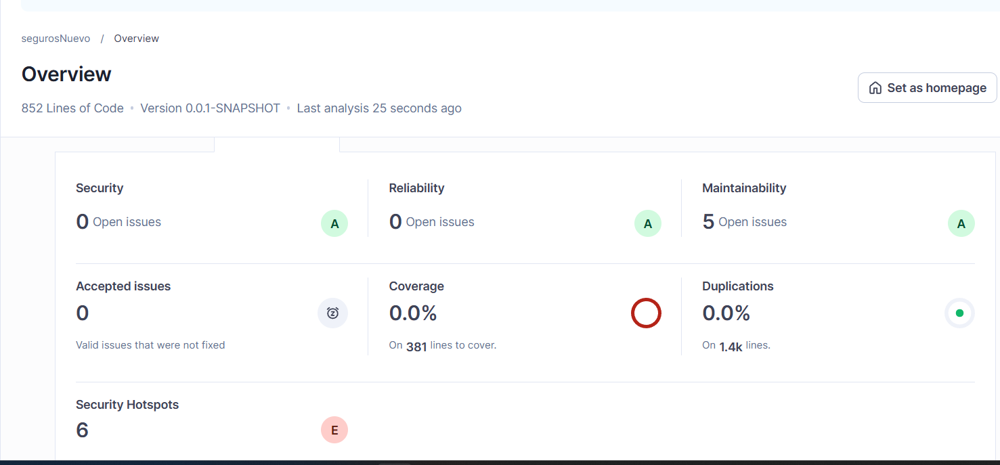 segurosNuevo / Overview
Overview
Set as homepage
852 Lines of Code • Version 0.0.1-SNAPSHOT • Last analysis 25 seconds ago
Security
0 Open issues
A
Reliability
0 Open issues
A
Maintainability
5 Open issues
A
Accepted issues
0
Valid issues that were not fixed
Coverage
0.0%
On 381 lines to cover.
Duplications
0.0%
On 1.4k lines.
Security Hotspots
6
E